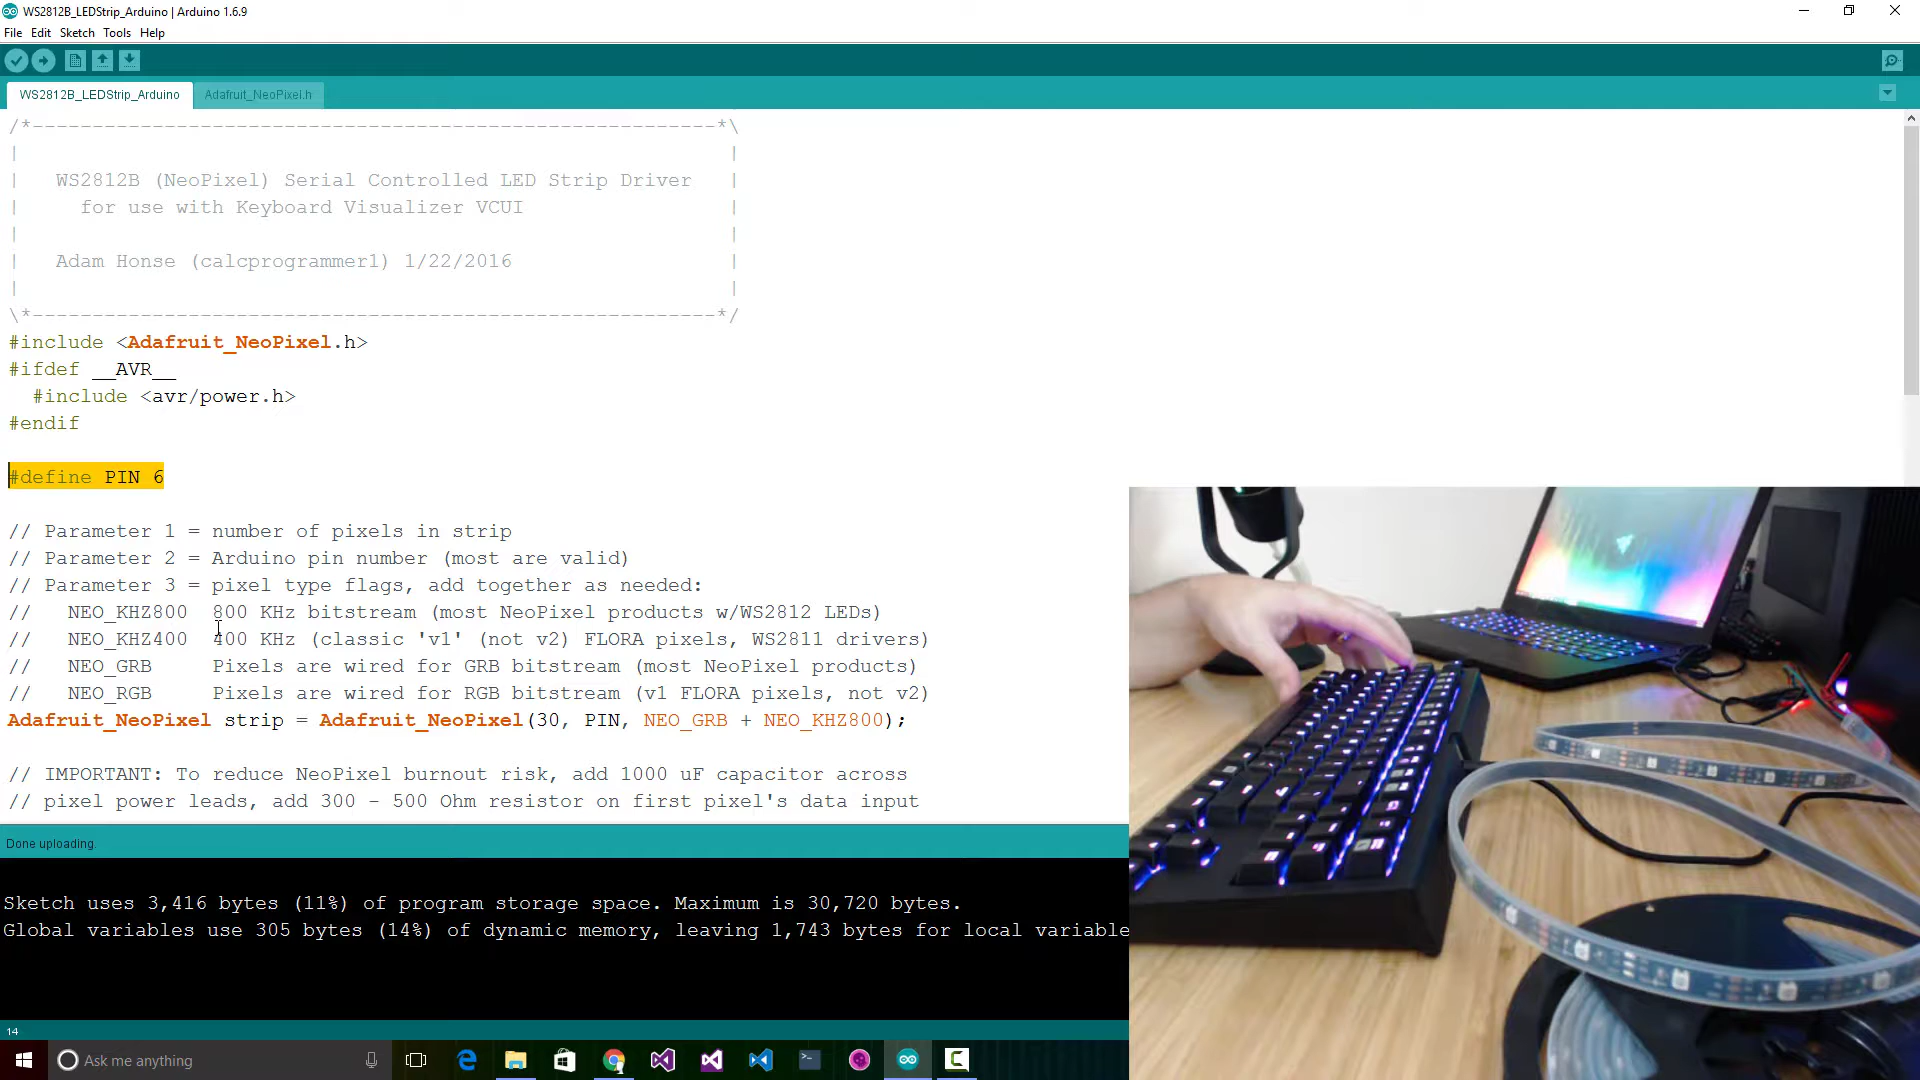 WS2812B_LEDStrip_Arduino | Arduino 1.6.9
File Edit Sketch Tools Help
WS2812B_LEDStrip_Arduino Adafruit_NeoPixel.h
/*---------------------------------------------------------*\
| |
| WS2812B (NeoPixel) Serial Controlled LED Strip Driver |
| for use with Keyboard Visualizer VCUI |
| |
| Adam Honse (calcprogrammer1) 1/22/2016 |
| |
\*---------------------------------------------------------*/
#include <Adafruit_NeoPixel.h>
#ifdef __AVR__
#include <avr/power.h>
#endif
#define PIN 6
// Parameter 1 = number of pixels in strip
// Parameter 2 = Arduino pin number (most are valid)
// Parameter 3 = pixel type flags, add together as needed:
// NEO_KHZ800 800 KHz bitstream (most NeoPixel products w/WS2812 LEDs)
// NEO_KHZ400 400 KHz (classic 'v1' (not v2) FLORA pixels, WS2811 drivers)
// NEO_GRB Pixels are wired for GRB bitstream (most NeoPixel products)
// NEO_RGB Pixels are wired for RGB bitstream (v1 FLORA pixels, not v2)
Adafruit_NeoPixel strip = Adafruit_NeoPixel(30, PIN, NEO_GRB + NEO_KHZ800);
// IMPORTANT: To reduce NeoPixel burnout risk, add 1000 uF capacitor across
// pixel power leads, add 300 - 500 Ohm resistor on first pixel's data input
Done uploading.
Sketch uses 3,416 bytes (11%) of program storage space. Maximum is 30,720 bytes.
Global variables use 305 bytes (14%) of dynamic memory, leaving 1,743 bytes for local variable
14
Ask me anything